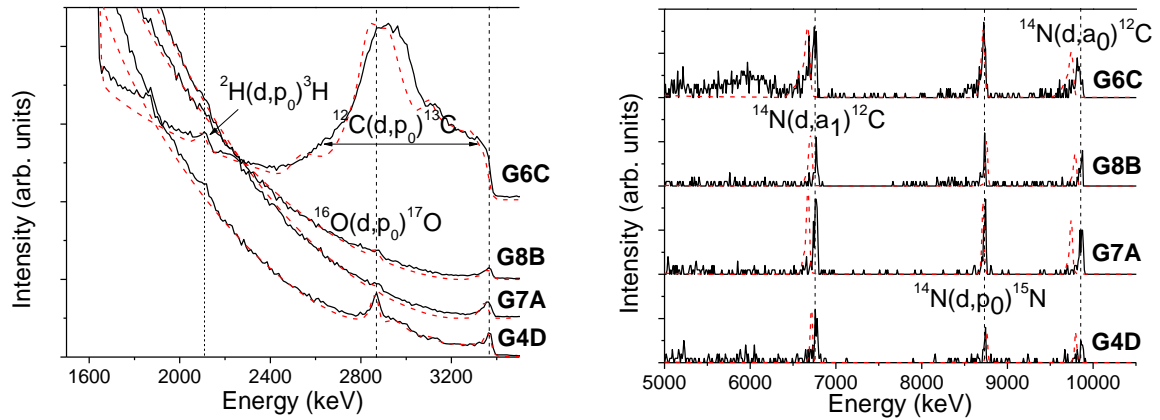 Intensity (arb. units)
²H(d,p₀)³H
¹²C(d,p₀)¹³C
G6C
¹⁶O(d,p₀)¹⁷O
G8B
G7A
G4D
1600 2000 2400 2800 3200
Energy (keV)
Intensity (arb. units)
¹⁴N(d,a₀)¹²C
G6C
¹⁴N(d,a₁)¹²C
G8B
G7A
¹⁴N(d,p₀)¹⁵N
G4D
5000 6000 7000 8000 9000 10000
Energy (keV)